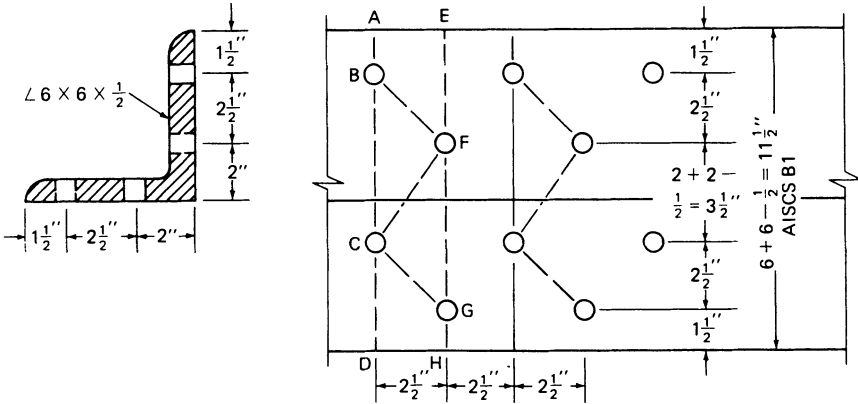 ∠6 × 6 × 1/2
1 1/2″
2 1/2″
2″
1 1/2″
2 1/2″
2″
A
E
B
F
C
G
D
H
2 1/2″
2 1/2″
2 1/2″
1 1/2″
2 1/2″
2 + 2 −
1/2 = 3 1/2″
2 1/2″
1 1/2″
6 + 6 − 1/2 = 11 1/2″
AISCS B1